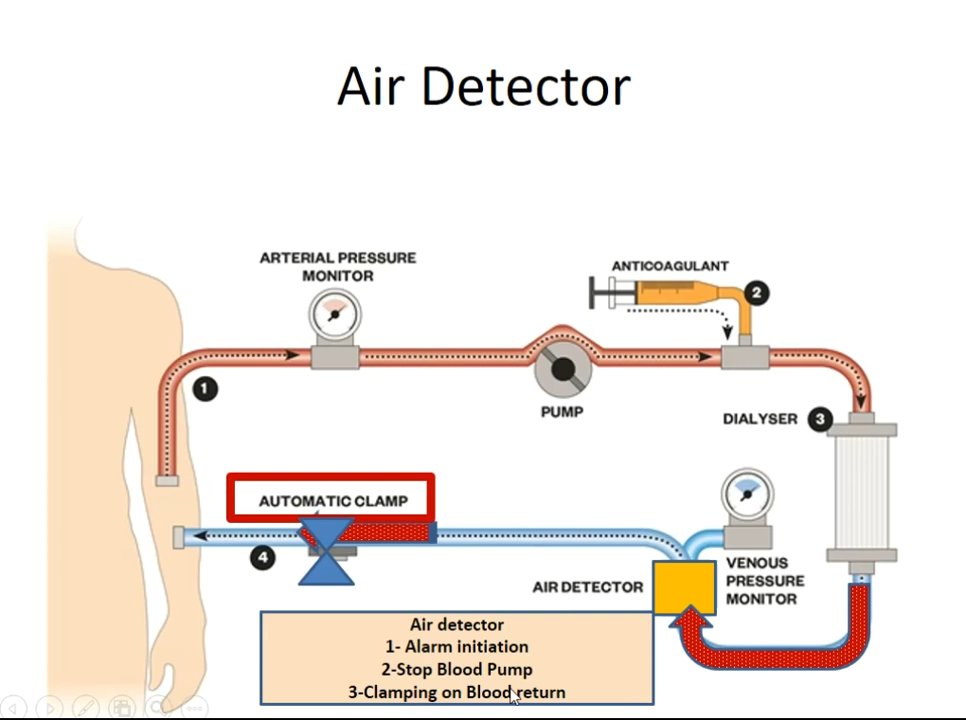 Air Detector
ARTERIAL PRESSURE
MONITOR
ANTICOAGULANT
2
1
PUMP
DIALYSER
3
AUTOMATIC CLAMP
4
AIR DETECTOR
VENOUS
PRESSURE
MONITOR
Air detector
1- Alarm initiation
2-Stop Blood Pump
3-Clamping on Blood return